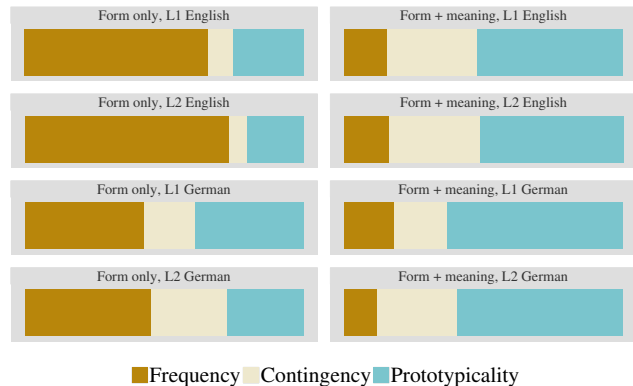 Form only, L1 English
Form + meaning, L1 English
Form only, L2 English
Form + meaning, L2 English
Form only, L1 German
Form + meaning, L1 German
Form only, L2 German
Form + meaning, L2 German
Frequency Contingency Prototypicality